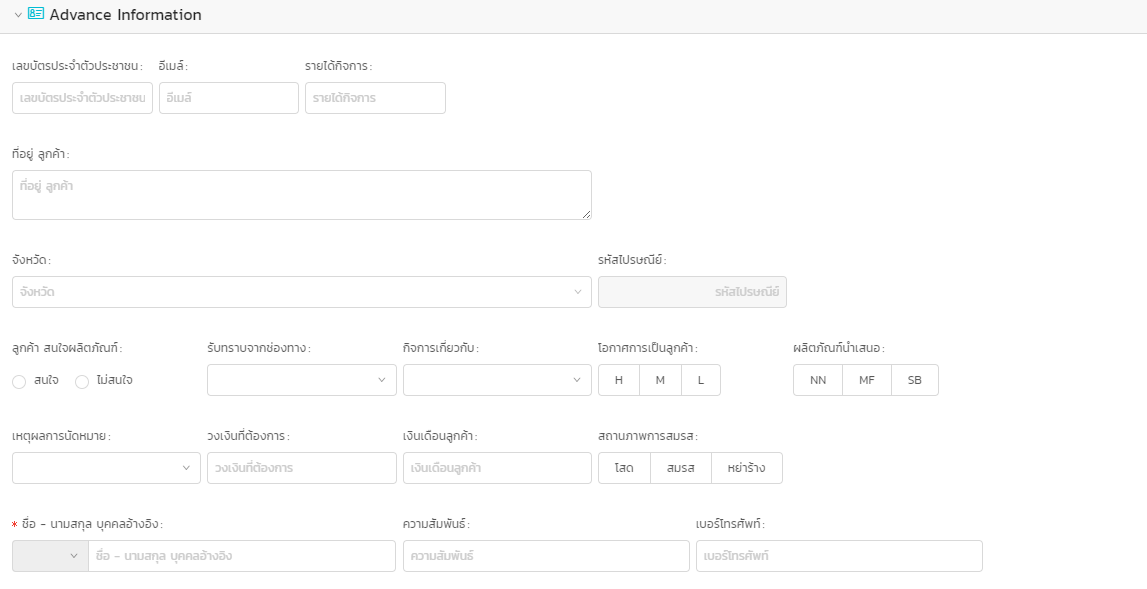 Advance Information
เลขบัตรประจำตัวประชาชน: อีเมล์: รายได้กิจการ:
เลขบัตรประจำตัวประชาชน อีเมล์ รายได้กิจการ
ที่อยู่ ลูกค้า:
ที่อยู่ ลูกค้า
จังหวัด: รหัสไปรษณีย์:
จังหวัด รหัสไปรษณีย์
ลูกค้า สนใจผลิตภัณฑ์: รับทราบจากช่องทาง: กิจการเกี่ยวกับ: โอกาสการเป็นลูกค้า: ผลิตภัณฑ์นำเสนอ:
สนใจ ไม่สนใจ H M L NN MF SB
เหตุผลการนัดหมาย: วงเงินที่ต้องการ: เงินเดือนลูกค้า: สถานภาพการสมรส:
วงเงินที่ต้องการ เงินเดือนลูกค้า โสด สมรส หย่าร้าง
* ชื่อ - นามสกุล บุคคลอ้างอิง: ความสัมพันธ์: เบอร์โทรศัพท์:
ชื่อ - นามสกุล บุคคลอ้างอิง ความสัมพันธ์ เบอร์โทรศัพท์